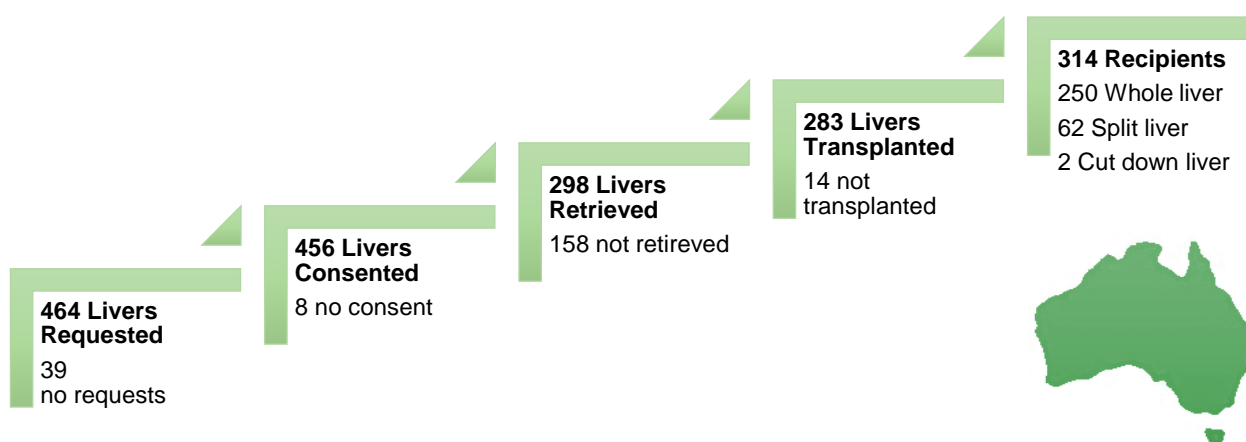 464 Livers
Requested
39
no requests
456 Livers
Consented
8 no consent
298 Livers
Retrieved
158 not retireved
283 Livers
Transplanted
14 not
transplanted
314 Recipients
250 Whole liver
62 Split liver
2 Cut down liver